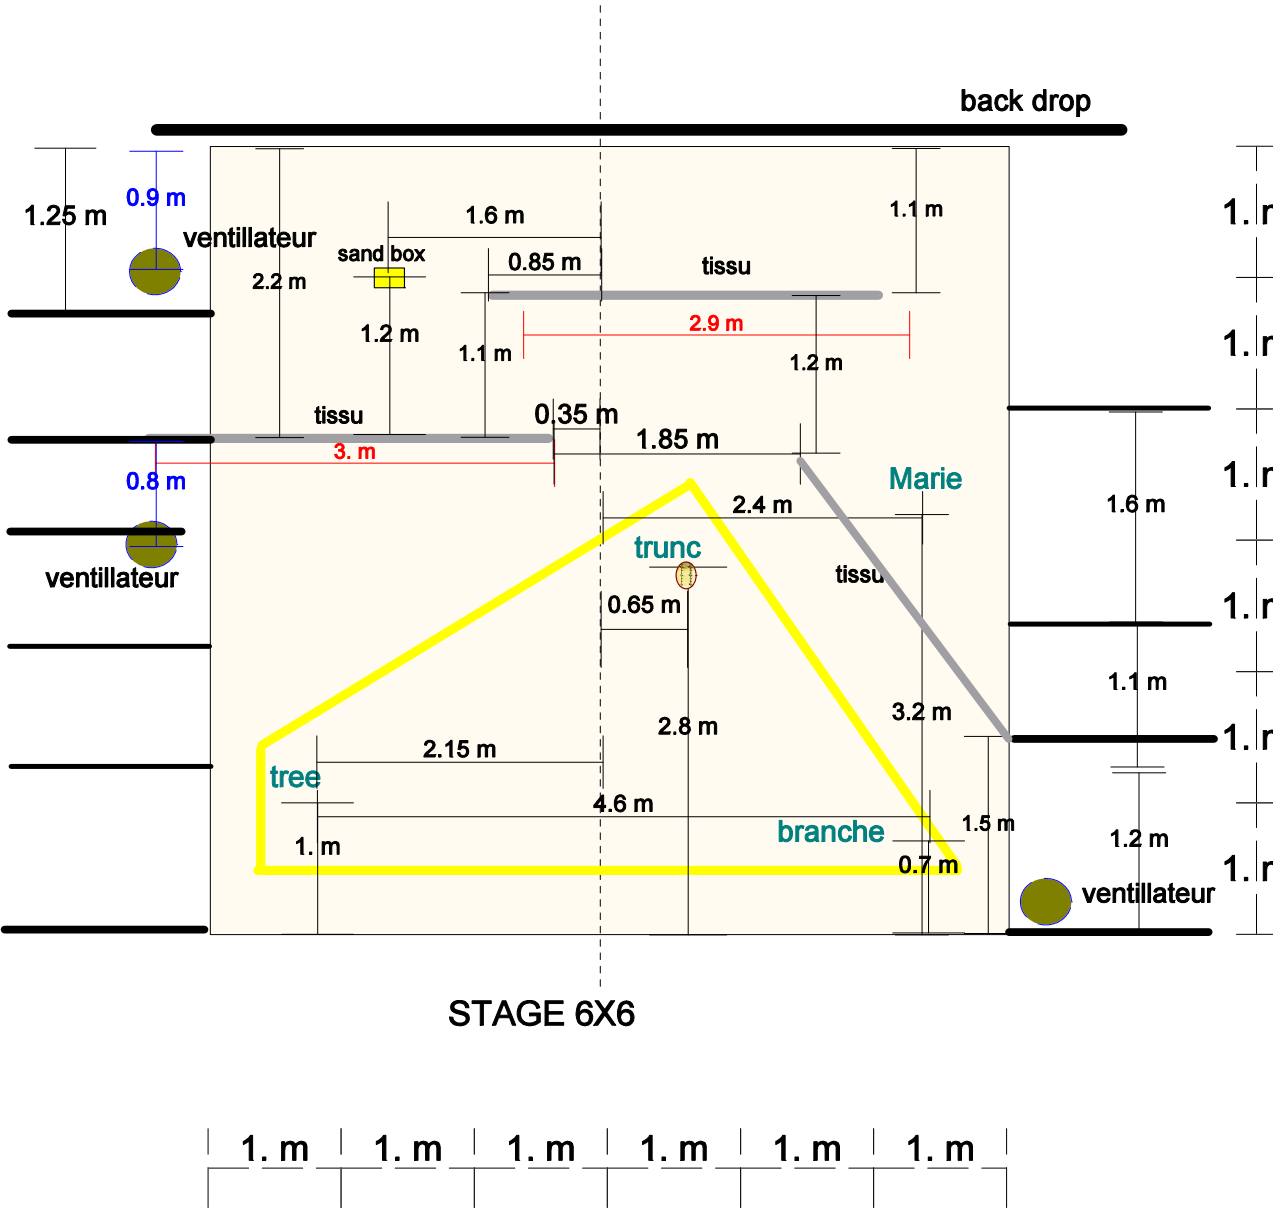 back drop
0.9 m
1.25 m
1.6 m
1.1 m
ventillateur
sand box
0.85 m
tissu
2.2 m
2.9 m
1.2 m
1.1 m
1.2 m
tissu
0.35 m
1.85 m
3. m
0.8 m
Marie
2.4 m
1.6 m
trunc
ventillateur
tissu
0.65 m
1.1 m
3.2 m
2.8 m
2.15 m
tree
4.6 m
1.5 m
branche
1. m
0.7 m
1.2 m
ventillateur
STAGE 6X6
1. m 1. m 1. m 1. m 1. m 1. m